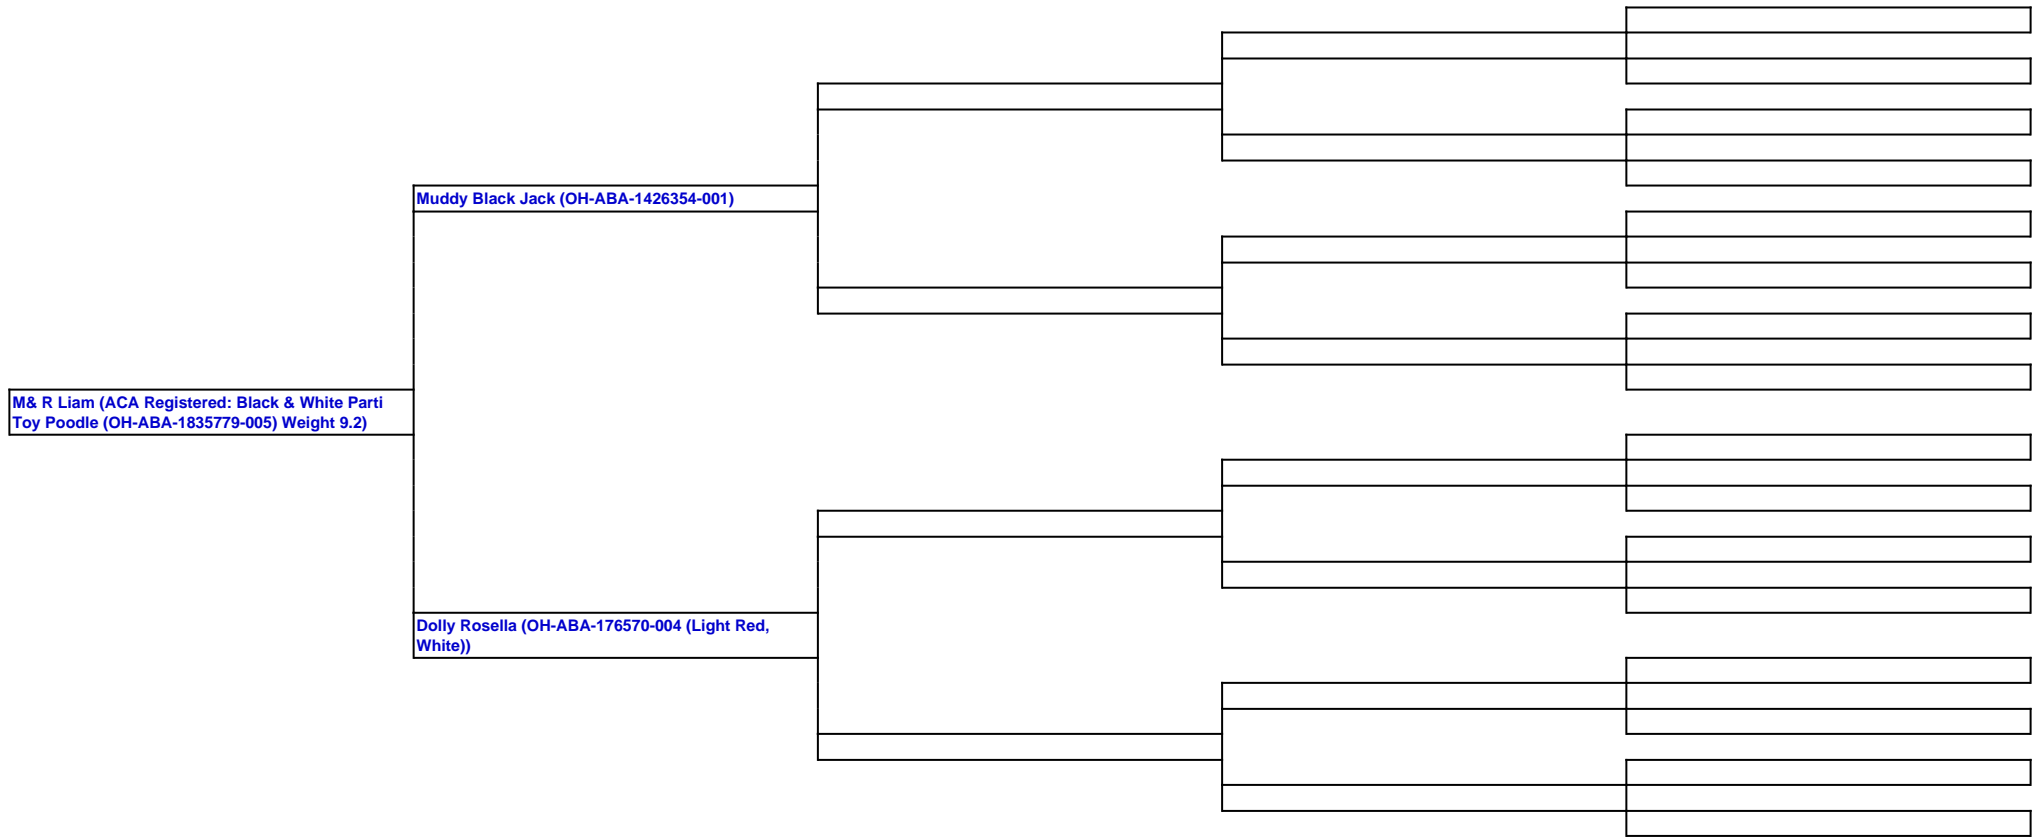 Muddy Black Jack (OH-ABA-1426354-001)
M& R Liam (ACA Registered: Black & White Parti
Toy Poodle (OH-ABA-1835779-005) Weight 9.2)
Dolly Rosella (OH-ABA-176570-004 (Light Red,
White))